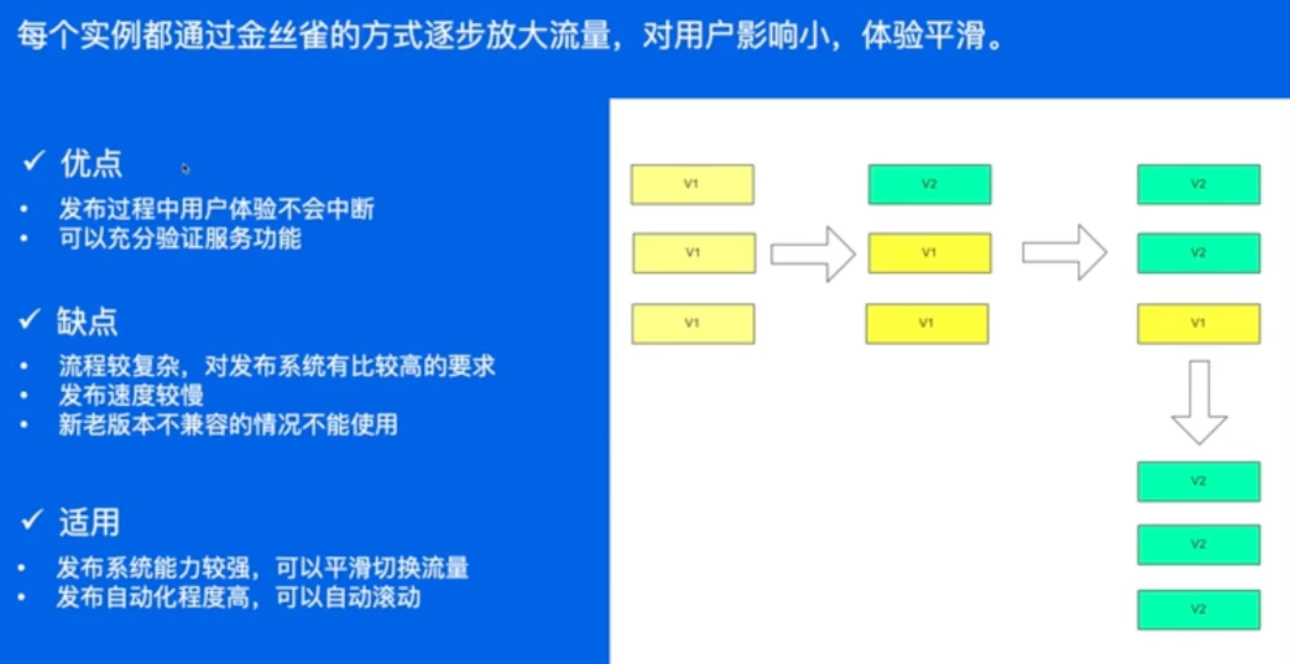 每个实例都通过金丝雀的方式逐步放大流量，对用户影响小，体验平滑。
✓ 优点
• 发布过程中用户体验不会中断
• 可以充分验证服务功能
✓ 缺点
• 流程较复杂，对发布系统有比较高的要求
• 发布速度较慢
• 新老版本不兼容的情况不能使用
✓ 适用
• 发布系统能力较强，可以平滑切换流量
• 发布自动化程度高，可以自动滚动
V1
V1
V1
V2
V1
V1
V2
V2
V1
V2
V2
V2